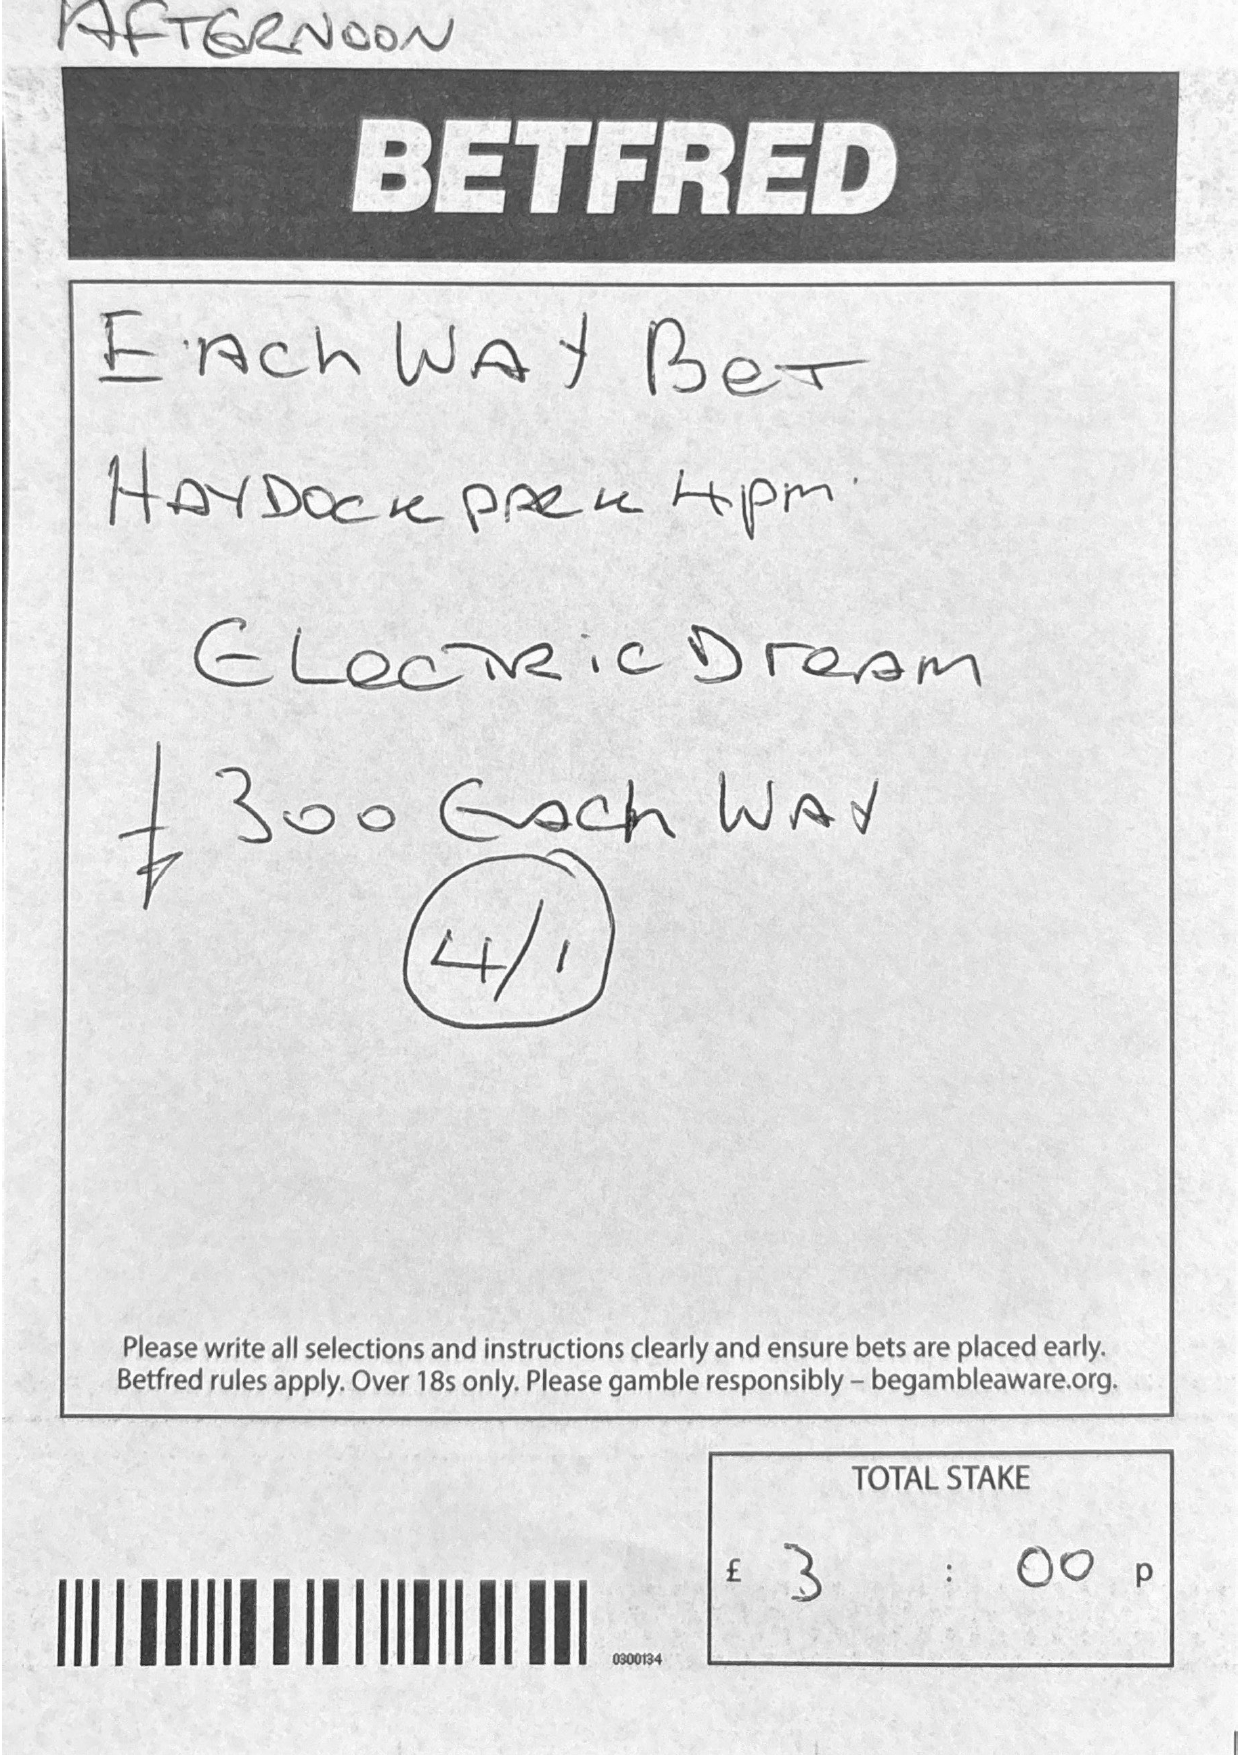 AFTERNOON
BETFRED
EACh WAY BeT
HAYDOCK PARK 4pm
ELecTRic DreAm
£ 300 EAch WAY
4/1
Please write all selections and instructions clearly and ensure bets are placed early.
Betfred rules apply. Over 18s only. Please gamble responsibly – begambleaware.org.
TOTAL STAKE
£ 3 : 00 p
0300134